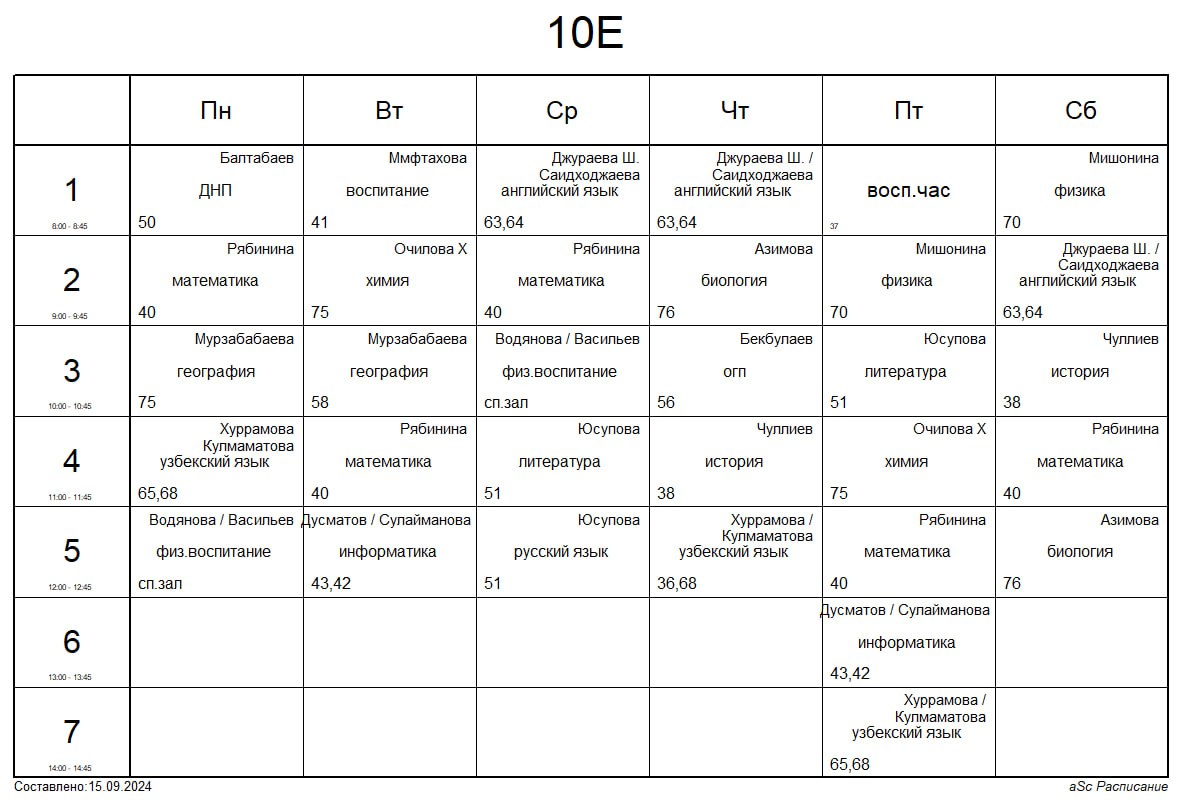 10Е
Пн Вт Ср Чт Пт Сб
1
8:00 - 8:45
Балтабаев
ДНП
50
Ммфтахова
воспитание
41
Джураева Ш.
Саидходжаева
английский язык
63,64
Джураева Ш. /
Саидходжаева
английский язык
63,64
восп.час
37
Мишонина
физика
70
2
9:00 - 9:45
Рябинина
математика
40
Очилова Х
химия
75
Рябинина
математика
40
Азимова
биология
76
Мишонина
физика
70
Джураева Ш. /
Саидходжаева
английский язык
63,64
3
10:00 - 10:45
Мурзабабаева
география
75
Мурзабабаева
география
58
Водянова / Васильев
физ.воспитание
сп.зал
Бекбулаев
огп
56
Юсупова
литература
51
Чуллиев
история
38
4
11:00 - 11:45
Хуррамова
Кулмаматова
узбекский язык
65,68
Рябинина
математика
40
Юсупова
литература
51
Чуллиев
история
38
Очилова Х
химия
75
Рябинина
математика
40
5
12:00 - 12:45
Водянова / Васильев
физ.воспитание
сп.зал
Дусматов / Сулайманова
информатика
43,42
Юсупова
русский язык
51
Хуррамова /
Кулмаматова
узбекский язык
36,68
Рябинина
математика
40
Азимова
биология
76
6
13:00 - 13:45
Дусматов / Сулайманова
информатика
43,42
7
14:00 - 14:45
Хуррамова /
Кулмаматова
узбекский язык
65,68
Составлено:15.09.2024
aSc Расписание